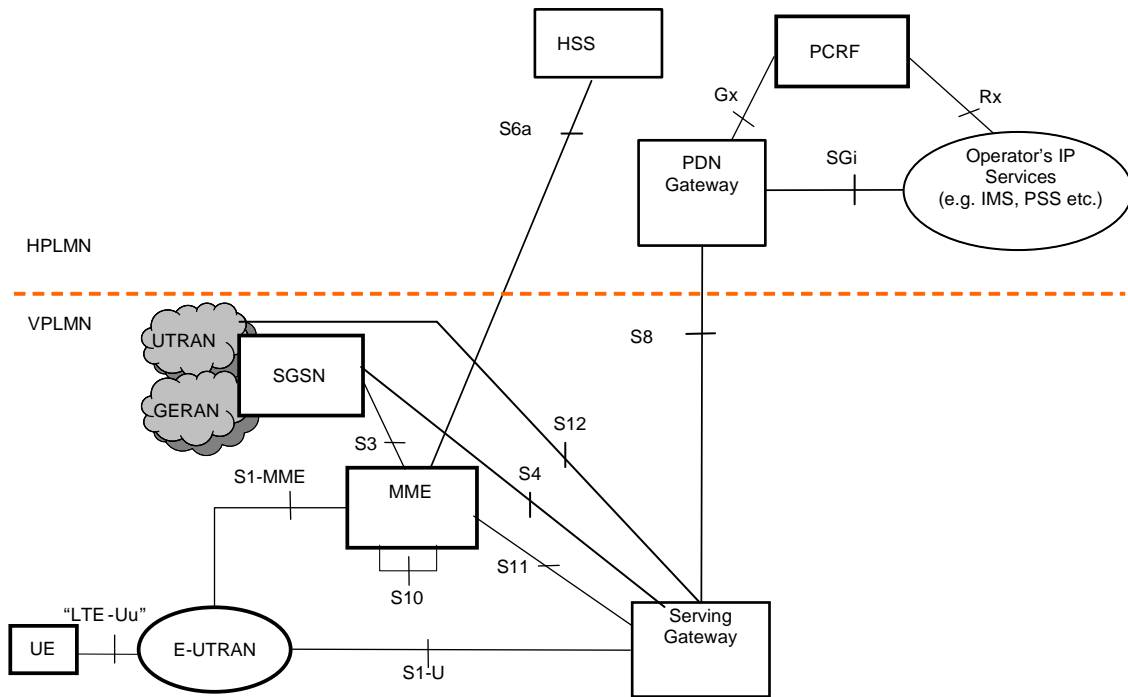 HSS
PCRF
Gx
Rx
S6a
PDN
Gateway
SGi
Operator's IP
Services
(e.g. IMS, PSS etc.)
HPLMN
VPLMN
S8
UTRAN
SGSN
GERAN
S12
S3
S4
S1-MME
MME
S11
S10
"LTE-Uu"
Serving
Gateway
UE
E-UTRAN
S1-U